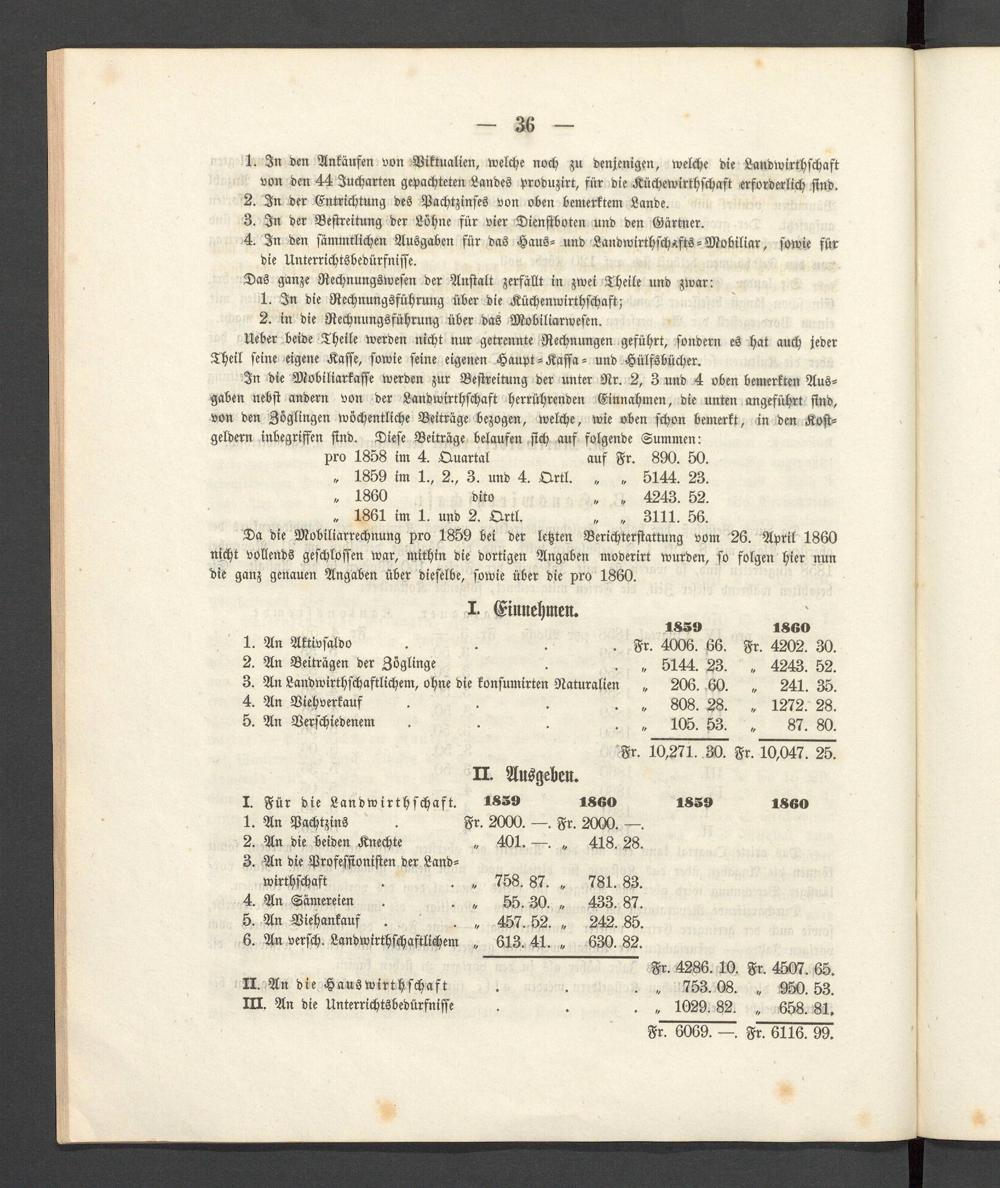 — 36 —
1. In den Ankäufen von Viktualien, welche noch zu denjenigen, welche die Landwirthschaft
von den 44 Jucharten gepachteten Landes produzirt, für die Küchewirthschaft erforderlich sind.
2. In der Entrichtung des Pachtzinses von oben bemerktem Lande.
3. In der Bestreitung der Löhne für vier Dienstboten und den Gärtner.
4. In den sämmtlichen Ausgaben für das Haus- und Landwirthschafts-Mobiliar, sowie für
die Unterrichtsbedürfnisse.
Das ganze Rechnungswesen der Anstalt zerfällt in zwei Theile und zwar:
1. In die Rechnungsführung über die Küchenwirthschaft;
2. in die Rechnungsführung über das Mobiliarwesen.
Ueber beide Theile werden nicht nur getrennte Rechnungen geführt, sondern es hat auch jeder
Theil seine eigene Kasse, sowie seine eigenen Haupt-Kassa- und Hülfsbücher.
In die Mobiliarkasse werden zur Bestreitung der unter Nr. 2, 3 und 4 oben bemerkten Aus-
gaben nebst andern von der Landwirthschaft herrührenden Einnahmen, die unten angeführt sind,
von den Zöglingen wöchentliche Beiträge bezogen, welche, wie oben schon bemerkt, in den Kost-
geldern inbegriffen sind. Diese Beiträge belaufen sich auf folgende Summen:
pro 1858 im 4. Quartal auf Fr. 890. 50.
„ 1859 im 1., 2., 3. und 4. Qrtl. „ „ 5144. 23.
„ 1860 dito „ „ 4243. 52.
„ 1861 im 1. und 2. Qrtl. „ „ 3111. 56.
Da die Mobiliarrechnung pro 1859 bei der letzten Berichterstattung vom 26. April 1860
nicht vollends geschlossen war, mithin die dortigen Angaben moderirt wurden, so folgen hier nun
die ganz genauen Angaben über dieselbe, sowie über die pro 1860.
I. Einnehmen.
1859 1860
1. An Aktivsaldo . . . . Fr. 4006. 66. Fr. 4202. 30.
2. An Beiträgen der Zöglinge . . „ 5144. 23. „ 4243. 52.
3. An Landwirthschaftlichem, ohne die konsumirten Naturalien „ 206. 60. „ 241. 35.
4. An Viehverkauf . . . . „ 808. 28. „ 1272. 28.
5. An Verschiedenem . . . . „ 105. 53. „ 87. 80.
Fr. 10,271. 30. Fr. 10,047. 25.
II. Ausgeben.
I. Für die Landwirthschaft. 1859 1860 1859 1860
1. An Pachtzins . Fr. 2000. —. Fr. 2000. —.
2. An die beiden Knechte „ 401. —. „ 418. 28.
3. An die Professionisten der Land-
wirthschaft . . „ 758. 87. „ 781. 83.
4. An Sämereien . . „ 55. 30. „ 433. 87.
5. An Viehankauf . . „ 457. 52. „ 242. 85.
6. An versch. Landwirthschaftlichem „ 613. 41. „ 630. 82.
Fr. 4286. 10. Fr. 4507. 65.
II. An die Hauswirthschaft . . . „ 753. 08. „ 950. 53.
III. An die Unterrichtsbedürfnisse . . . „ 1029. 82. „ 658. 81.
Fr. 6069. —. Fr. 6116. 99.